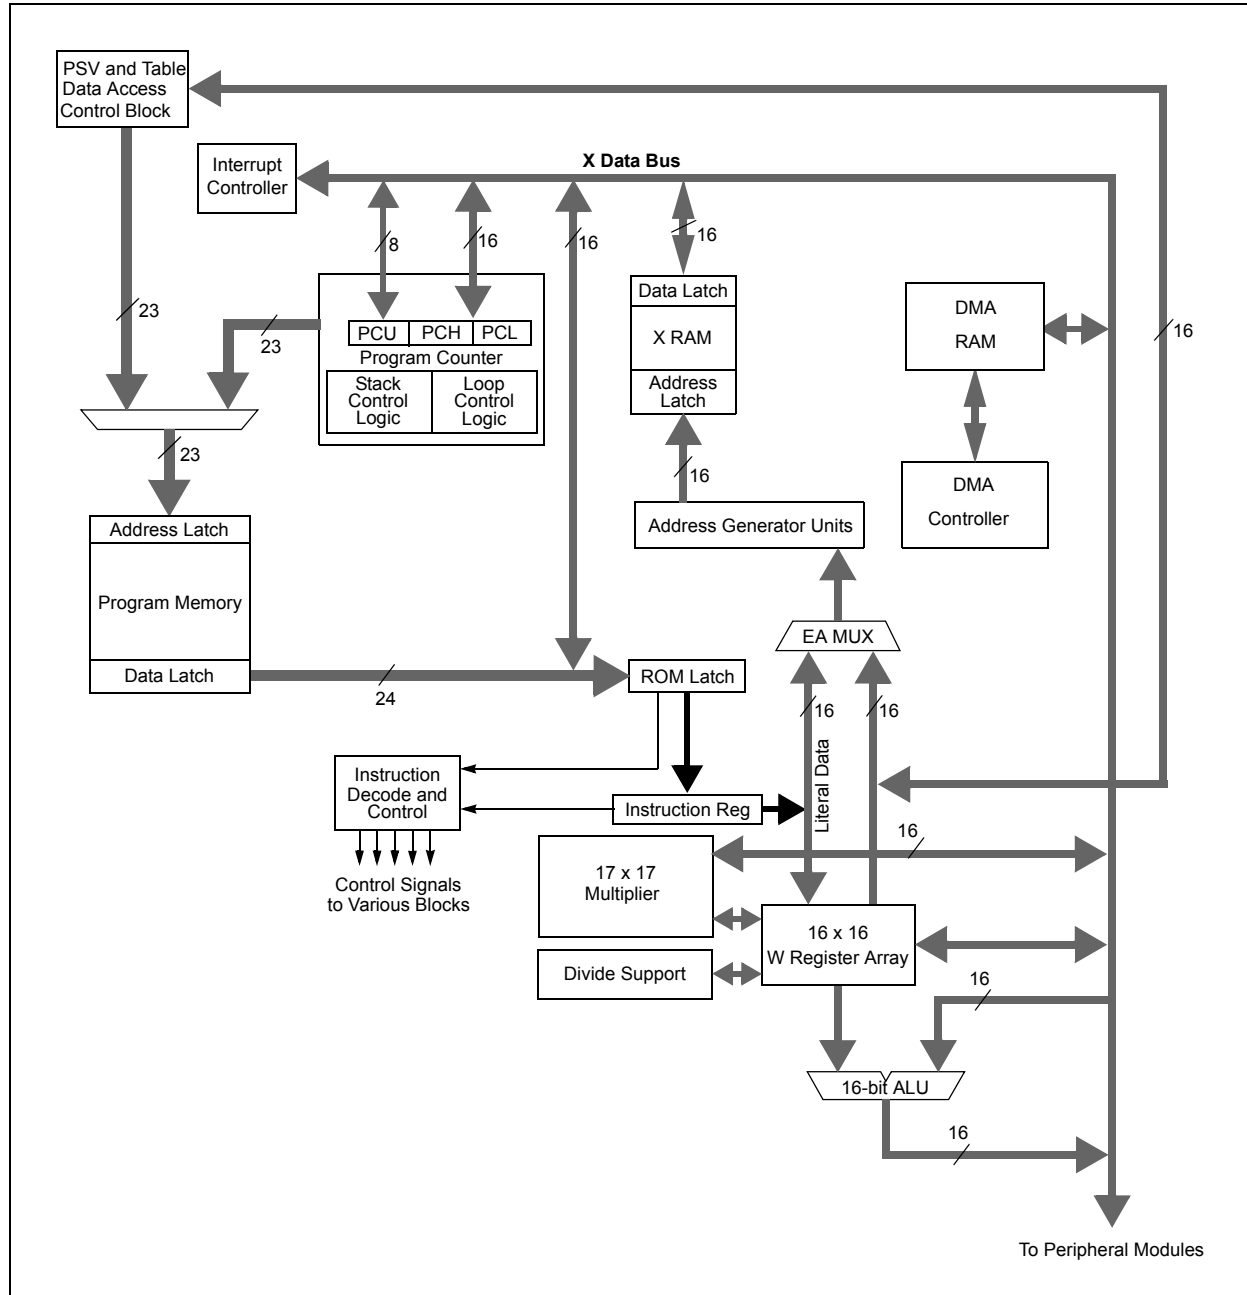 PSV and Table
Data Access
Control Block
Interrupt
Controller
X Data Bus
8
16
16
16
23
23
16
PCU
PCH
PCL
Program Counter
Stack
Control
Logic
Loop
Control
Logic
Data Latch
X RAM
Address
Latch
DMA
RAM
23
16
DMA
Controller
Address Latch
Program Memory
Data Latch
Address Generator Units
EA MUX
24
ROM Latch
16
16
Literal Data
Instruction
Decode and
Control
Instruction Reg
Control Signals
to Various Blocks
17 x 17
Multiplier
16
16 x 16
W Register Array
Divide Support
16
16-bit ALU
16
To Peripheral Modules